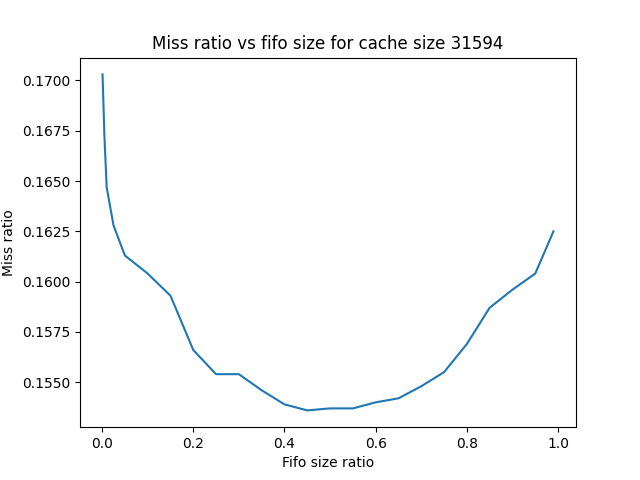 Miss ratio vs fifo size for cache size 31594
0.1700
0.1675
0.1650
0.1625
0.1600
0.1575
0.1550
Miss ratio
0.0 0.2 0.4 0.6 0.8 1.0
Fifo size ratio